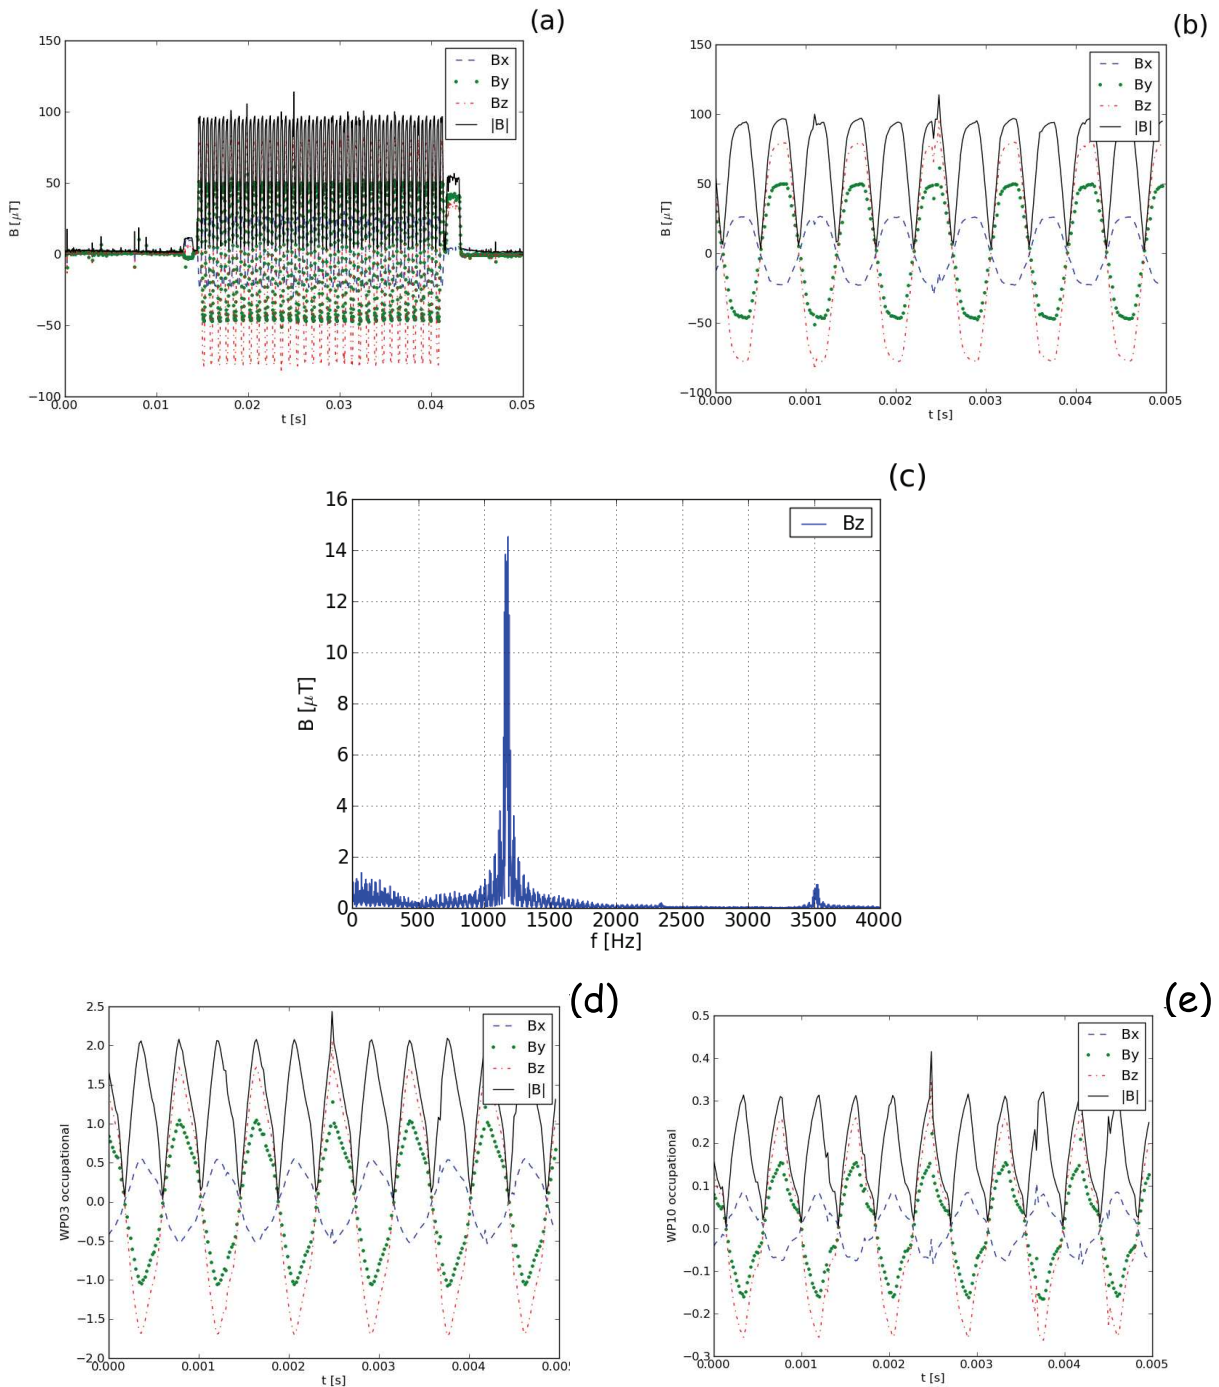 (a)
150
100
50
0
−50
−100
B [μT]
0.00 0.01 0.02 0.03 0.04 0.05
t [s]
Bx
By
Bz
|B|
(b)
150
100
50
0
−50
−100
B [μT]
0.000 0.001 0.002 0.003 0.004 0.005
t [s]
Bx
By
Bz
|B|
(c)
16
14
12
10
8
6
4
2
0
B [μT]
0 500 1000 1500 2000 2500 3000 3500 4000
f [Hz]
Bz
(d)
2.5
2.0
1.5
1.0
0.5
0.0
−0.5
−1.0
−1.5
−2.0
WP03 occupational
0.000 0.001 0.002 0.003 0.004 0.00
t [s]
Bx
By
Bz
|B|
(e)
0.5
0.4
0.3
0.2
0.1
0.0
−0.1
−0.2
−0.3
WP10 occupational
0.000 0.001 0.002 0.003 0.004 0.005
t [s]
Bx
By
Bz
|B|